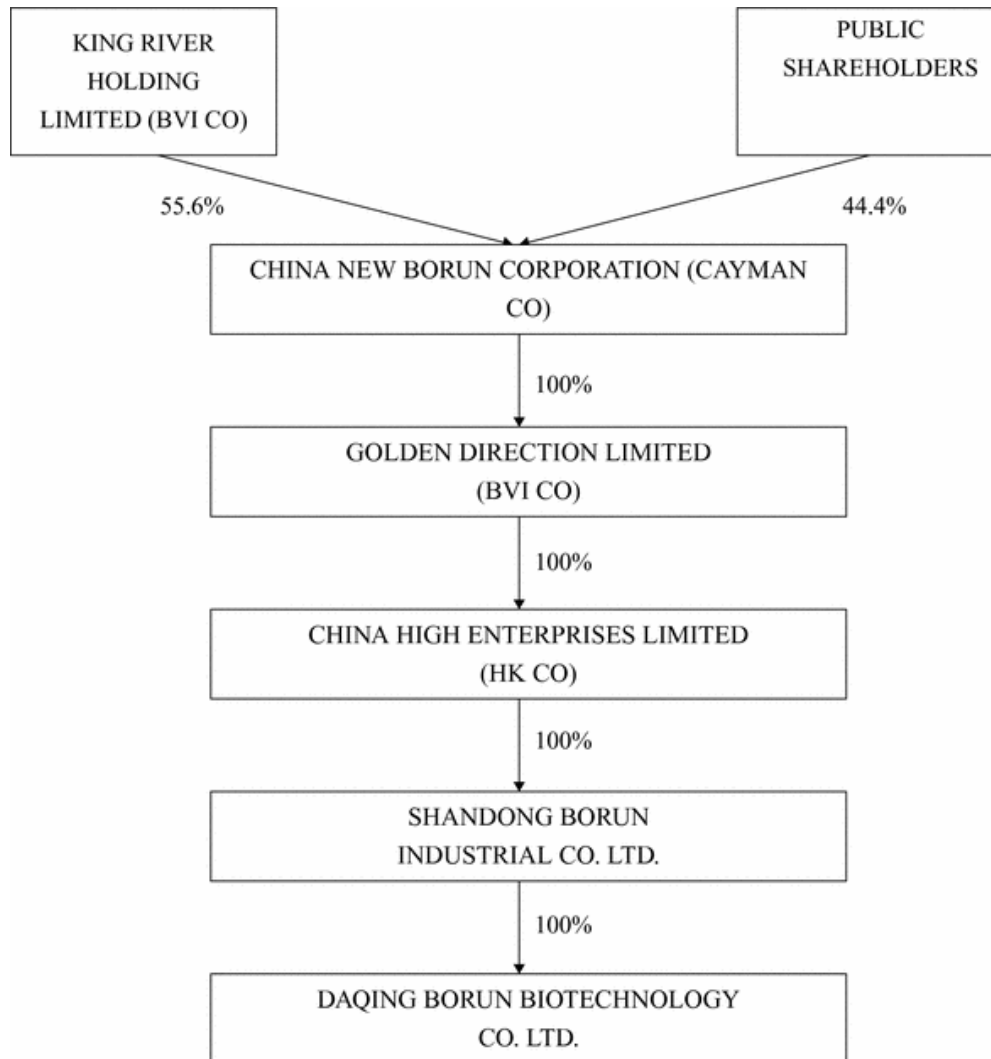 KING RIVER
HOLDING
LIMITED (BVI CO)
PUBLIC
SHAREHOLDERS
55.6%
44.4%
CHINA NEW BORUN CORPORATION (CAYMAN
CO)
100%
GOLDEN DIRECTION LIMITED
(BVI CO)
100%
CHINA HIGH ENTERPRISES LIMITED
(HK CO)
100%
SHANDONG BORUN
INDUSTRIAL CO. LTD.
100%
DAQING BORUN BIOTECHNOLOGY
CO. LTD.